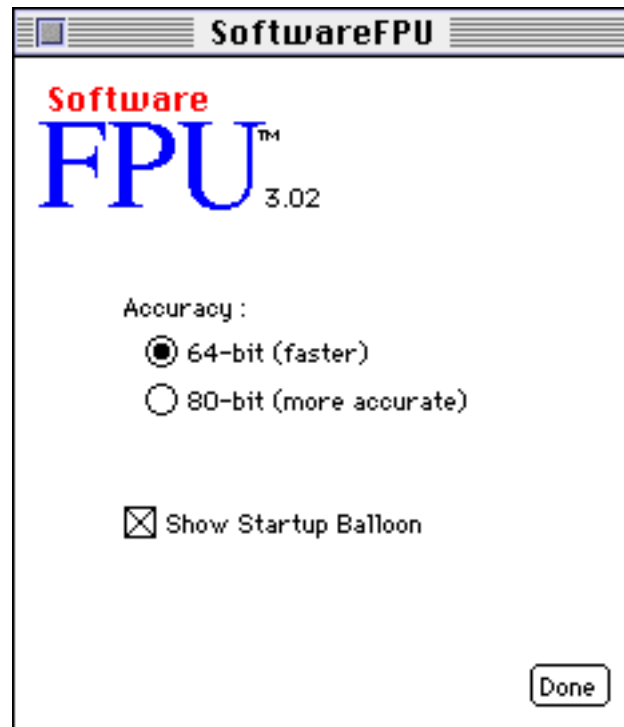 SoftwareFPU
Software
FPU™
3.02
Accuracy :
64-bit (faster)
80-bit (more accurate)
Show Startup Balloon
Done